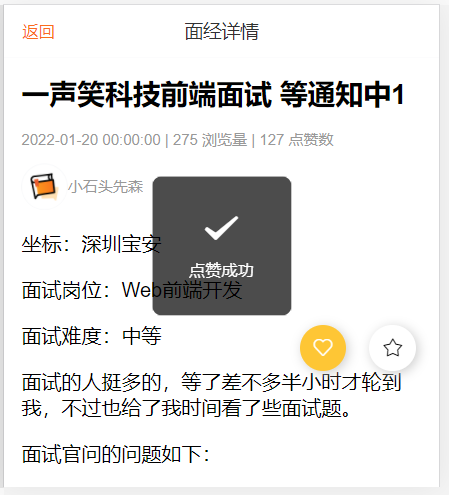 返回
面经详情
一声笑科技前端面试 等通知中1
2022-01-20 00:00:00 | 275 浏览量 | 127 点赞数
小石头先森
点赞成功
坐标：深圳宝安
面试岗位：Web前端开发
面试难度：中等
面试的人挺多的，等了差不多半小时才轮到
我，不过也给了我时间看了些面试题。
面试官问的问题如下：